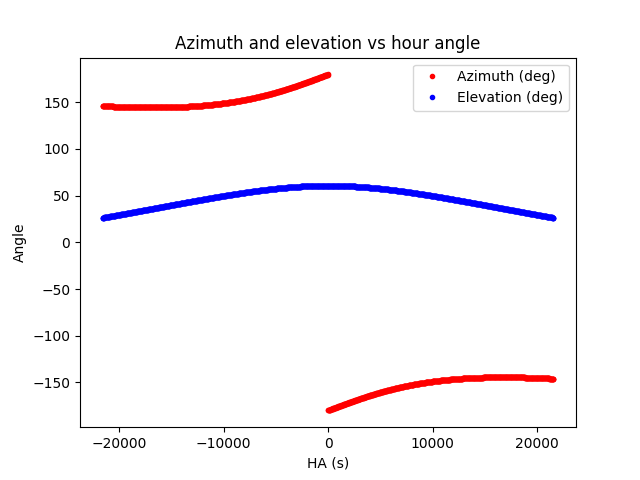 Azimuth and elevation vs hour angle
Azimuth (deg)
Elevation (deg)
150
100
50
0
−50
−100
−150
Angle
−20000
−10000
0
10000
20000
HA (s)